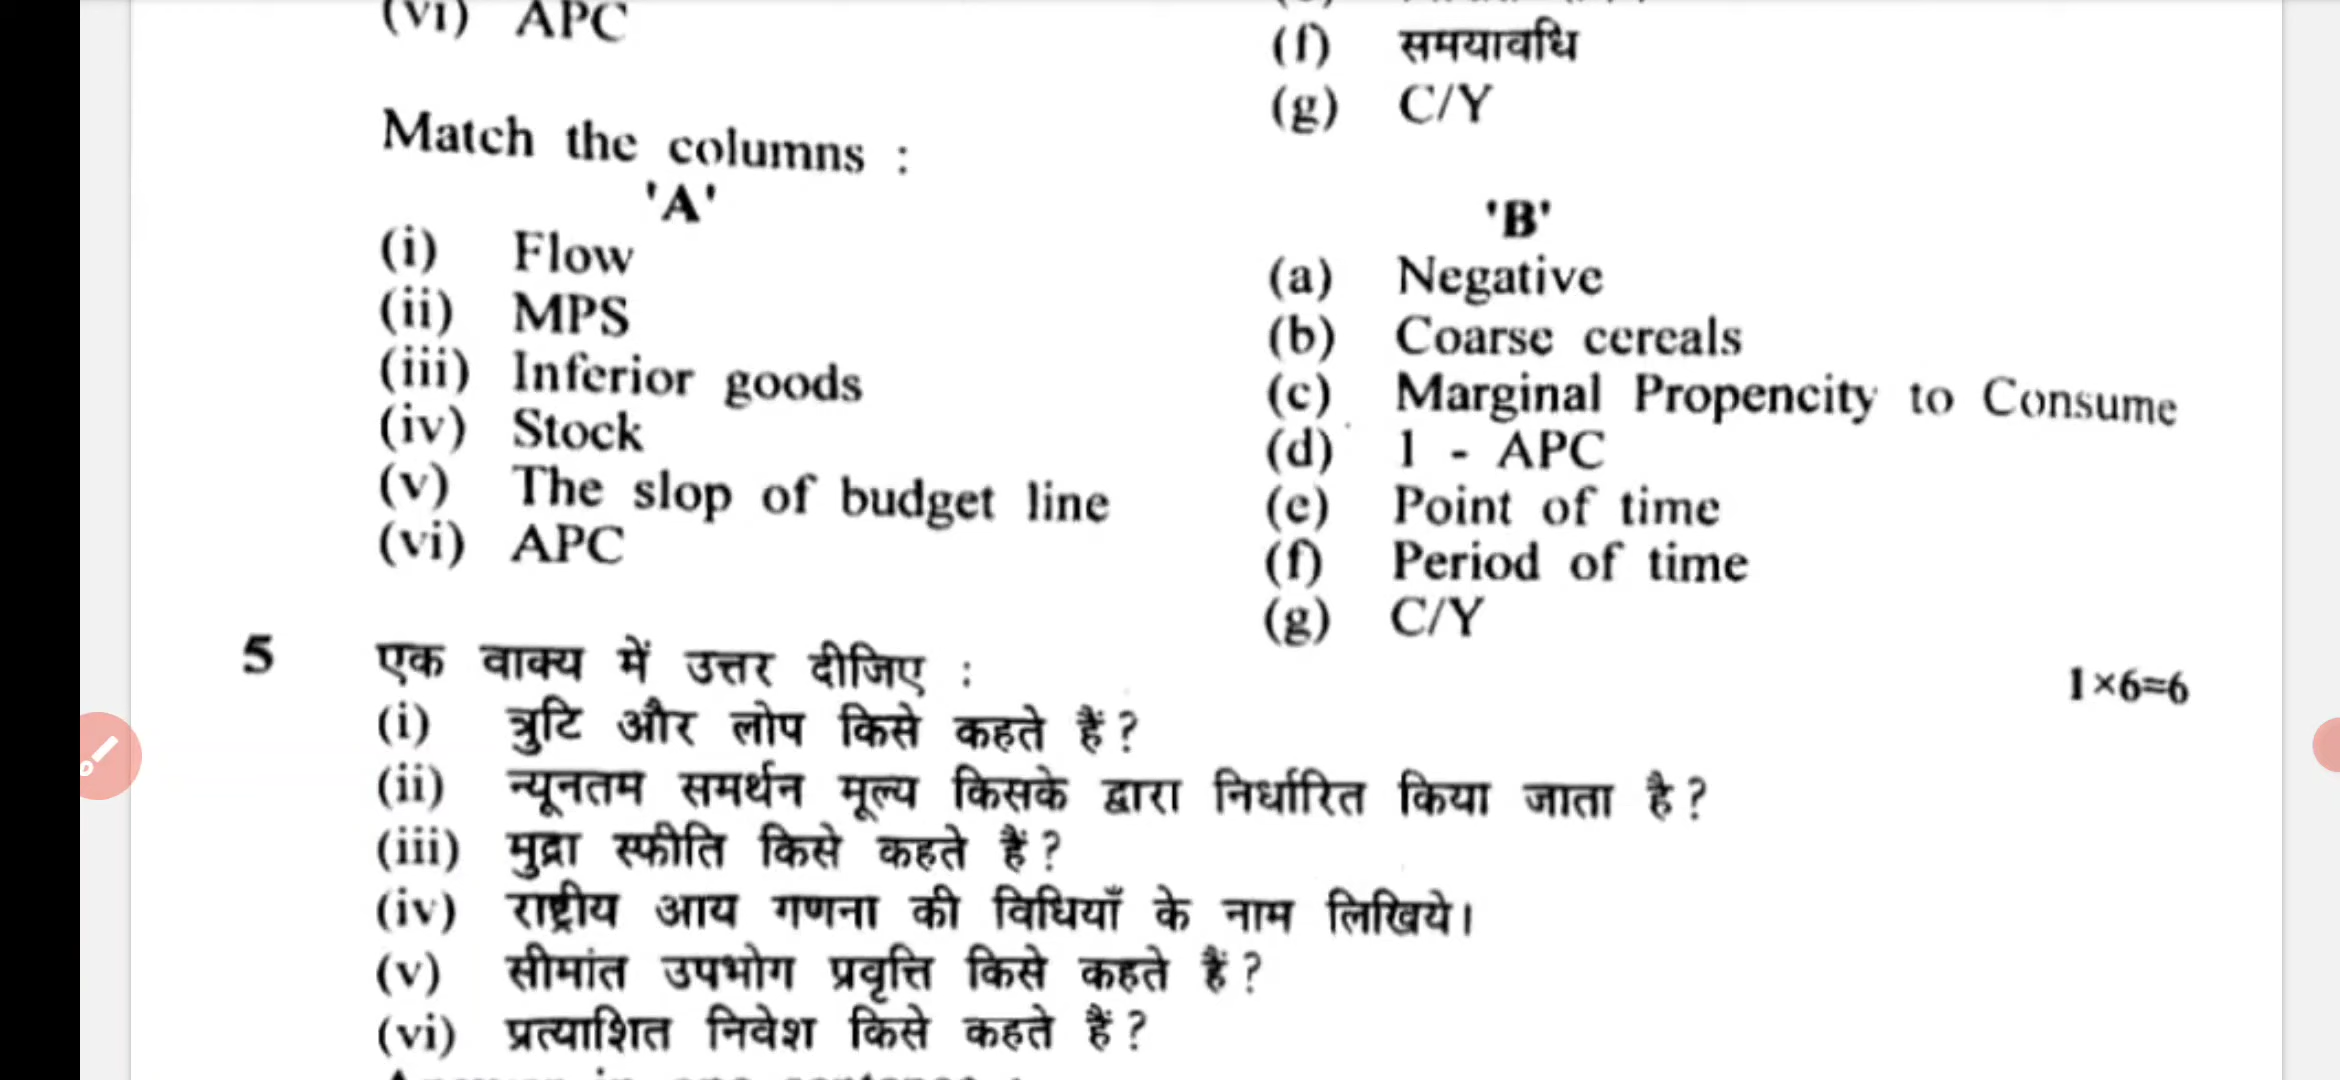 (vi) APC
(f) समयावधि
(g) C/Y
Match the columns :
'A' 'B'
(i) Flow (a) Negative
(ii) MPS (b) Coarse cereals
(iii) Inferior goods (c) Marginal Propencity to Consume
(iv) Stock (d) 1 - APC
(v) The slop of budget line (e) Point of time
(vi) APC (f) Period of time
(g) C/Y
5 एक वाक्य में उत्तर दीजिए : 1×6=6
(i) त्रुटि और लोप किसे कहते हैं ?
(ii) न्यूनतम समर्थन मूल्य किसके द्वारा निर्धारित किया जाता है ?
(iii) मुद्रा स्फीति किसे कहते हैं ?
(iv) राष्ट्रीय आय गणना की विधियाँ के नाम लिखिये।
(v) सीमांत उपभोग प्रवृत्ति किसे कहते हैं ?
(vi) प्रत्याशित निवेश किसे कहते हैं ?